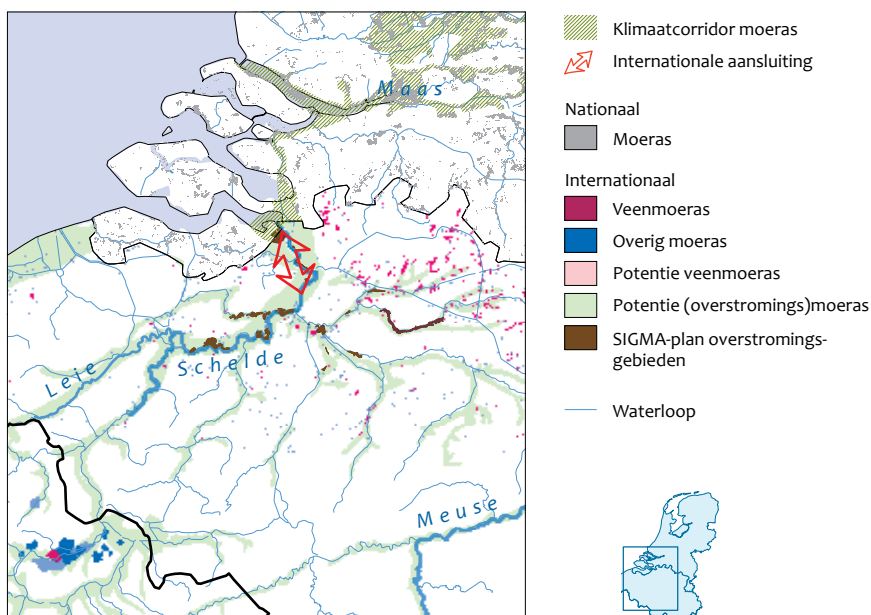 Maas
Leie
Schelde
Meuse
Klimaatcorridor moeras
Internationale aansluiting
Nationaal
Moeras
Internationaal
Veenmoeras
Overig moeras
Potentie veenmoeras
Potentie (overstromings)moeras
SIGMA-plan overstromings-
gebieden
Waterloop